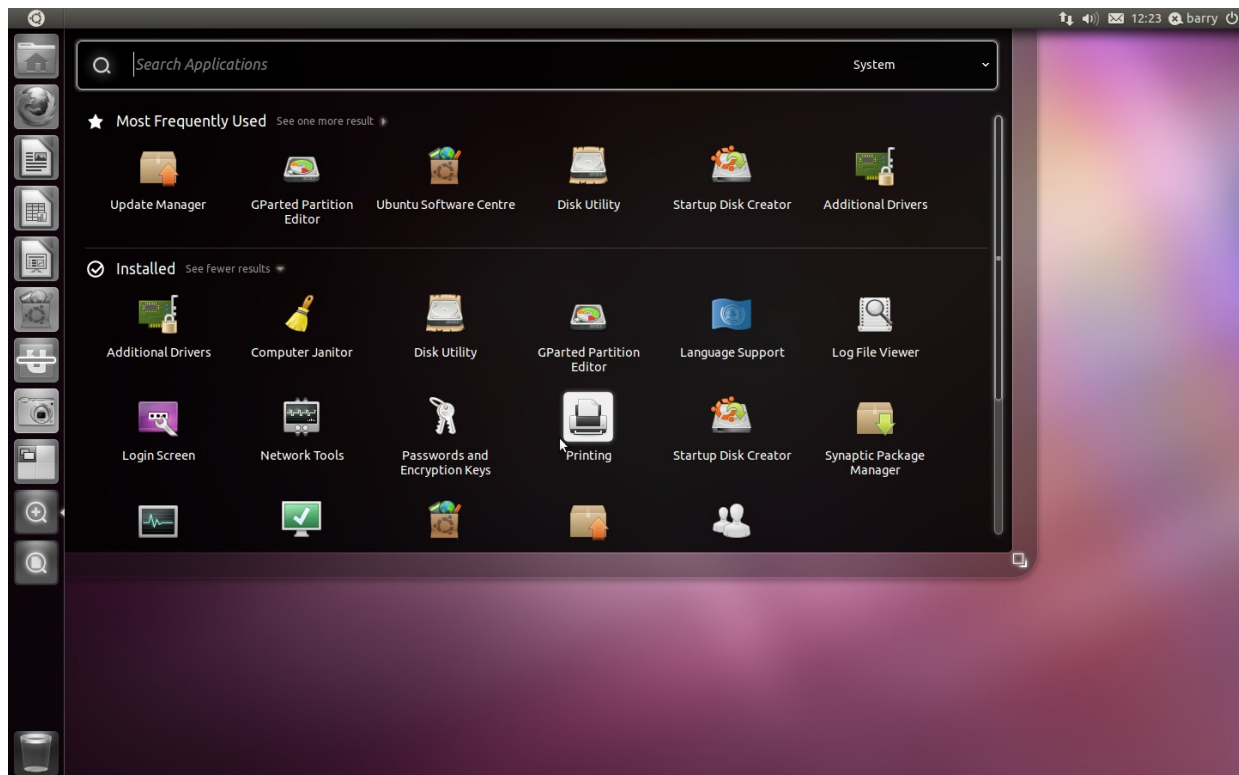 12:23 barry
Search Applications System
Most Frequently Used See one more result
Update Manager GParted Partition Ubuntu Software Centre Disk Utility Startup Disk Creator Additional Drivers
Editor
Installed See fewer results
Additional Drivers Computer Janitor Disk Utility GParted Partition Language Support Log File Viewer
Editor
Login Screen Network Tools Passwords and Printing Startup Disk Creator Synaptic Package
Encryption Keys Manager